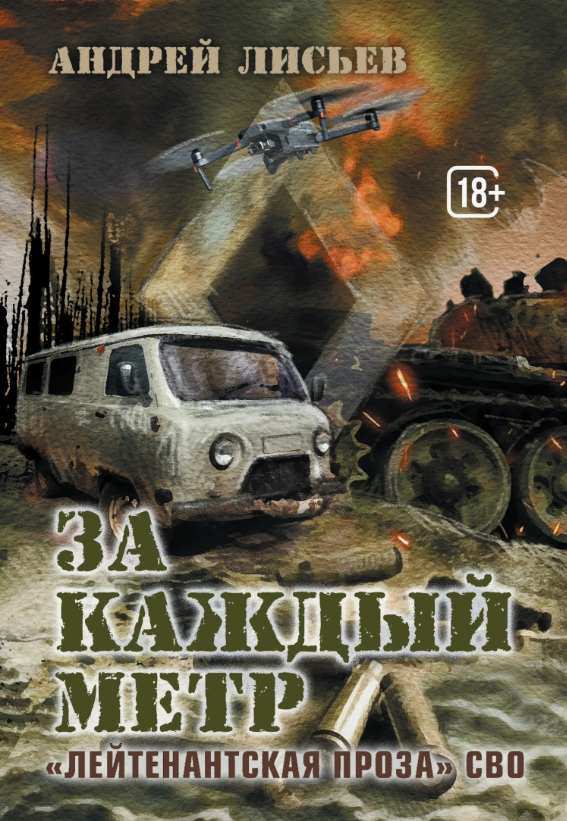 АНДРЕЙ ЛИСЬЕВ
18+
ЗА
КАЖДЫЙ
МЕТР
«ЛЕЙТЕНАНТСКАЯ ПРОЗА» СВО